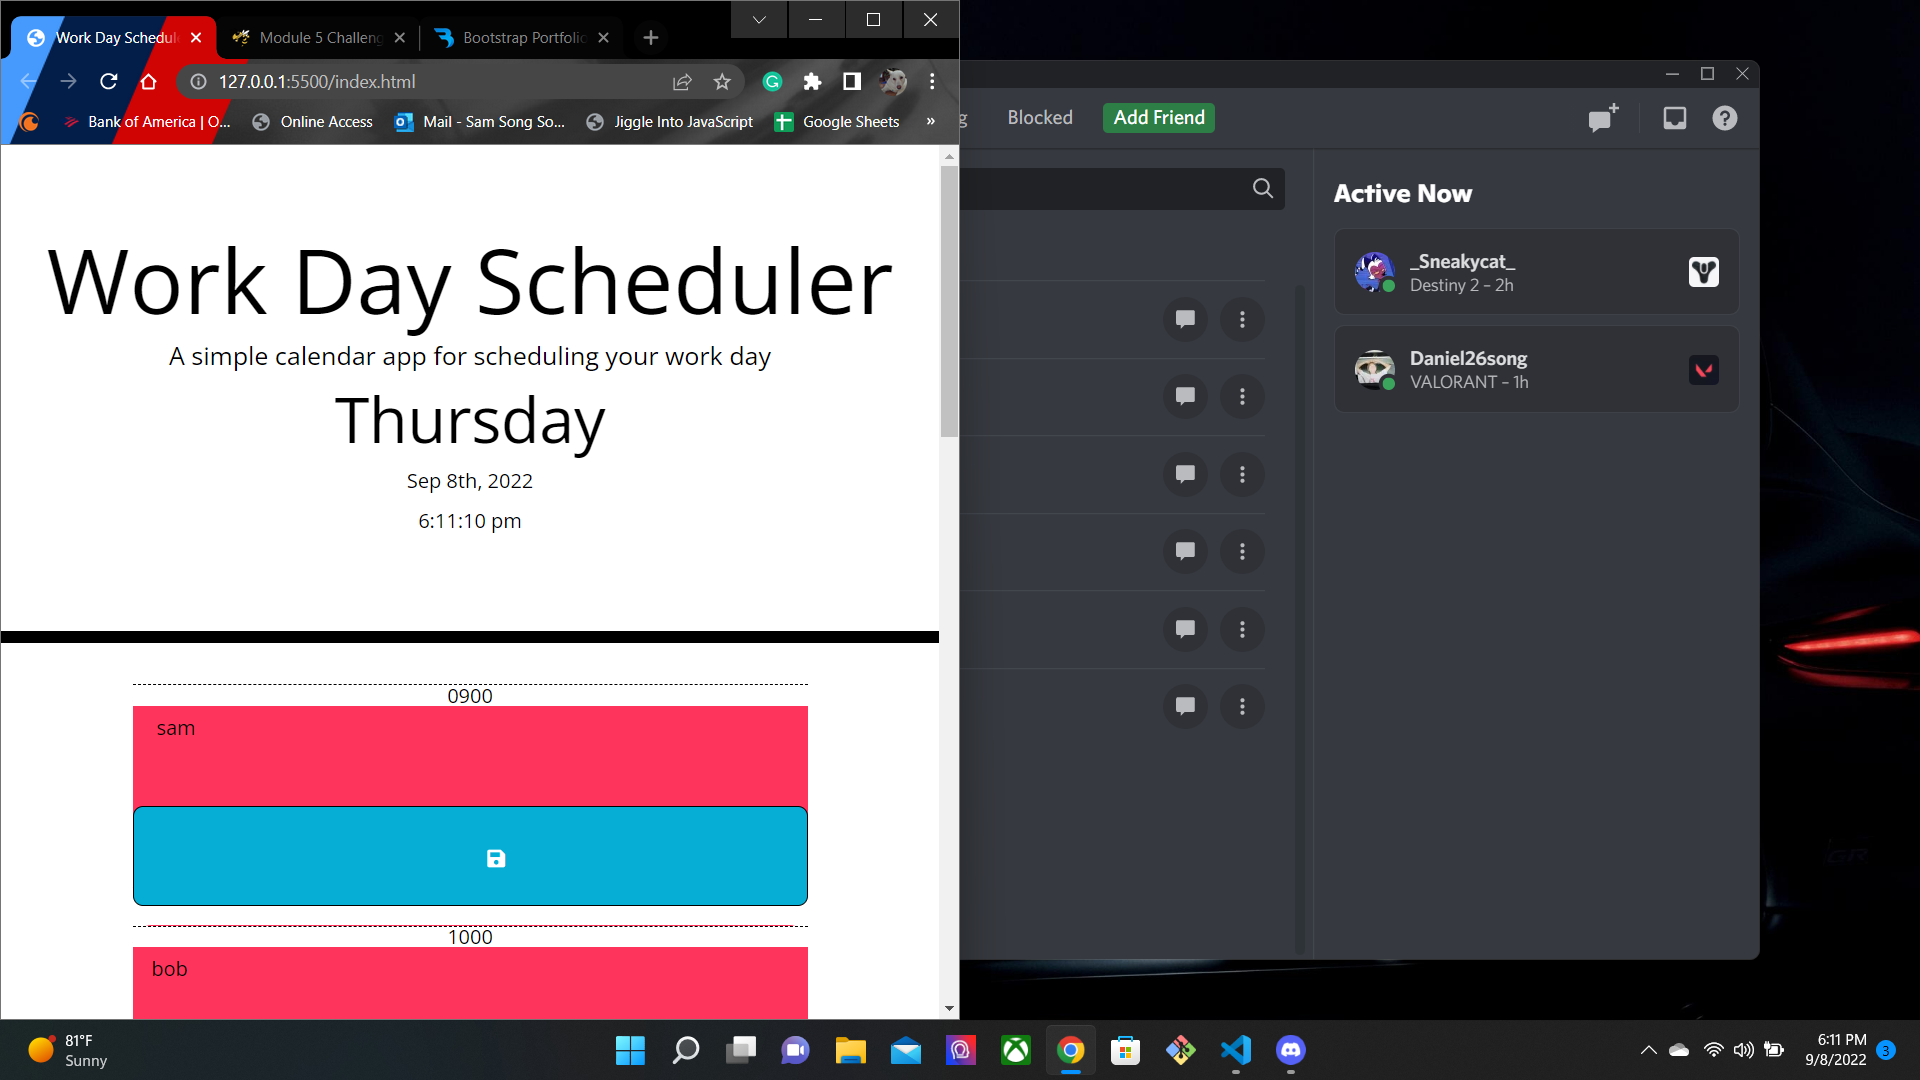 Work Day Schedul
Module 5 Challeng
Bootstrap Portfolio
127.0.0.1:5500/index.html
Bank of America | O...
Online Access
Mail - Sam Song So...
Jiggle Into JavaScript
Google Sheets
»
Work Day Scheduler
A simple calendar app for scheduling your work day
Thursday
Sep 8th, 2022
6:11:10 pm
0900
sam
1000
bob
g
Blocked
Add Friend
Active Now
_Sneakycat_
Destiny 2 – 2h
Daniel26song
VALORANT – 1h
GR
81°F
Sunny
6:11 PM
9/8/2022
3